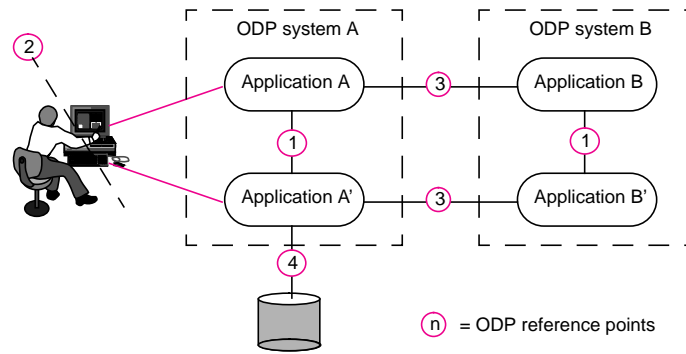 ODP system A
ODP system B
2
Application A
3
Application B
1
1
Application A'
3
Application B'
4
n = ODP reference points